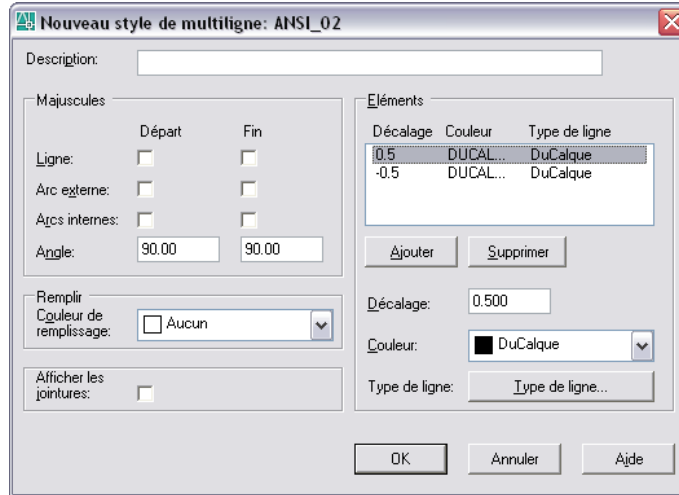 Nouveau style de multiligne: ANSI_02
Description:
Majuscules
Départ Fin
Ligne:
Arc externe:
Arcs internes:
Angle: 90.00 90.00
Remplir
Couleur de remplissage: Aucun
Afficher les jointures:
Eléments
Décalage Couleur Type de ligne
0.5 DUCAL... DuCalque
-0.5 DUCAL... DuCalque
Ajouter Supprimer
Décalage: 0.500
Couleur: DuCalque
Type de ligne: Type de ligne...
OK Annuler Aide